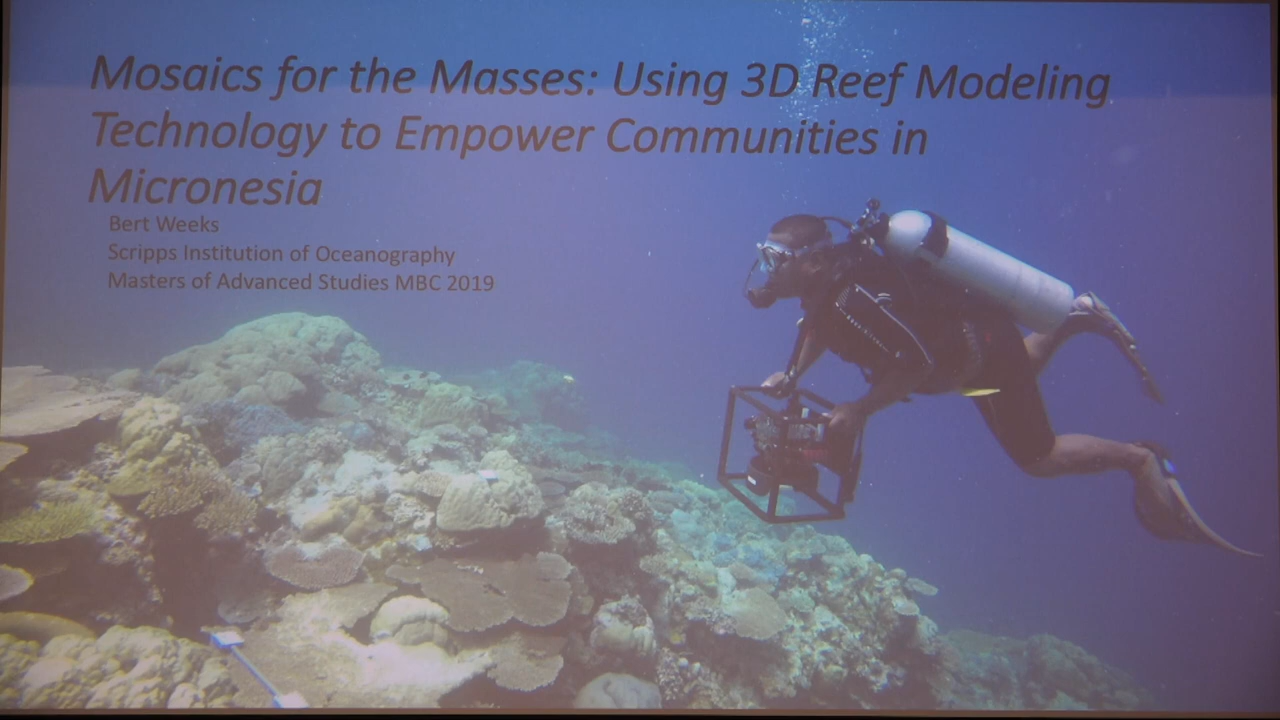 Mosaics for the Masses: Using 3D Reef Modeling
Technology to Empower Communities in
Micronesia
Bert Weeks
Scripps Institution of Oceanography
Masters of Advanced Studies MBC 2019